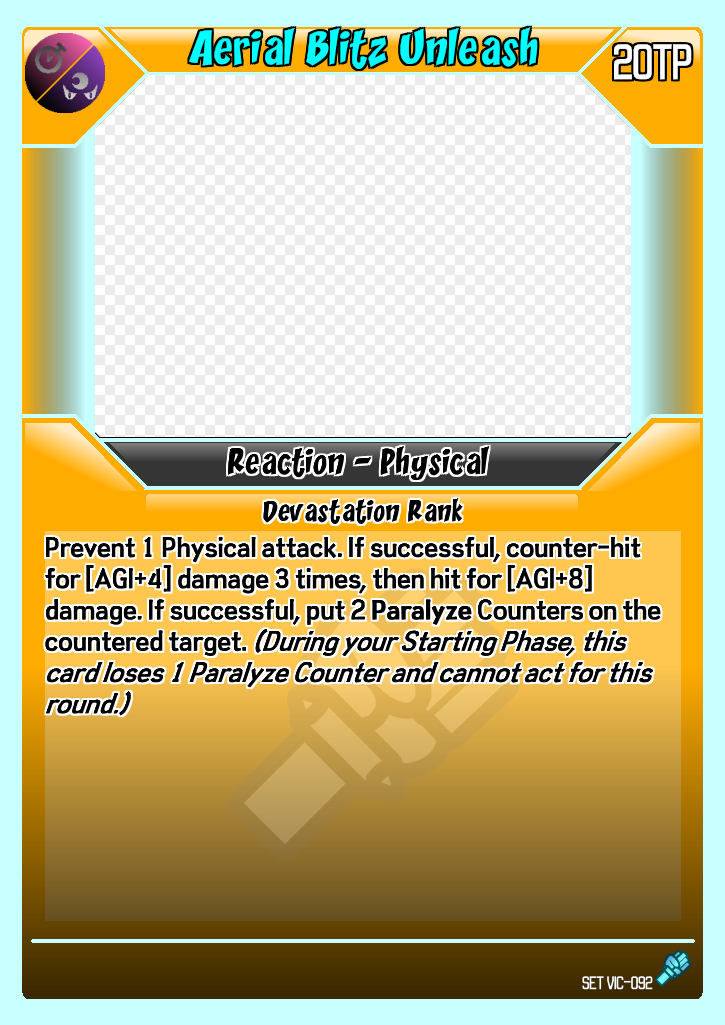 Aerial Blitz Unleash
20TP
Reaction - Physical
Devastation Rank
Prevent 1 Physical attack. If successful, counter-hit
for [AGI+4] damage 3 times, then hit for [AGI+8]
damage. If successful, put 2 Paralyze Counters on the
countered target. (During your Starting Phase, this
card loses 1 Paralyze Counter and cannot act for this
round.)
SET VIC-092